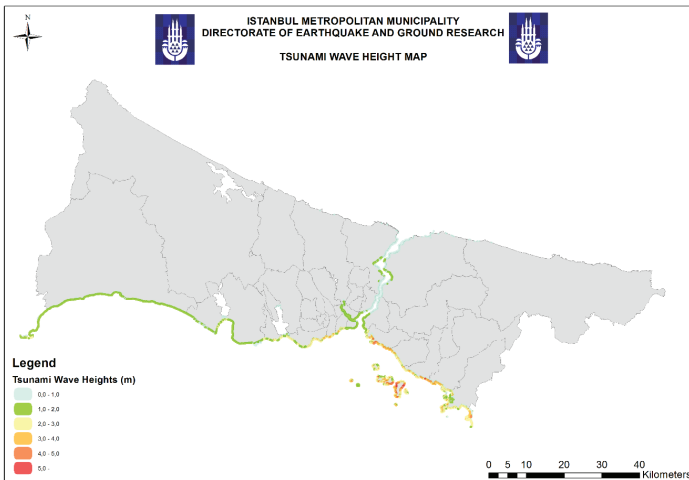 N
ISTANBUL METROPOLITAN MUNICIPALITY
DIRECTORATE OF EARTHQUAKE AND GROUND RESEARCH
TSUNAMI WAVE HEIGHT MAP
Legend
Tsunami Wave Heights (m)
0,0 - 1,0
1,0 - 2,0
2,0 - 3,0
3,0 - 4,0
4,0 - 5,0
5,0 -
0 5 10 20 30 40
Kilometers